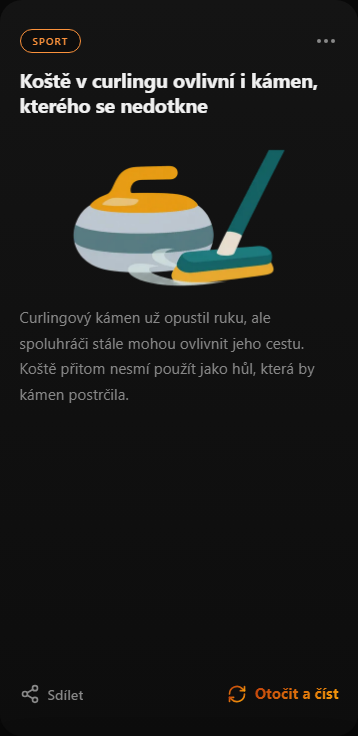 SPORT
Koště v curlingu ovlivní i kámen,
kterého se nedotkne
Curlingový kámen už opustil ruku, ale
spoluhráči stále mohou ovlivnit jeho cestu.
Koště přitom nesmí použít jako hůl, která by
kámen postrčila.
Sdílet
Otočit a číst